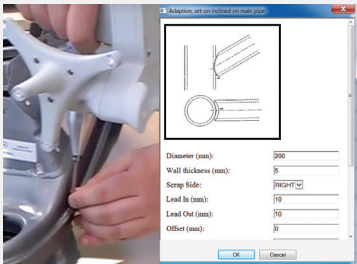 Adaption, set-on inclined on main pipe
Diameter (mm): 200
Wall thickness (mm): 5
Scrap Side: RIGHT
Lead In (mm): 10
Lead Out (mm): 10
Offset (mm): 0
OK Cancel